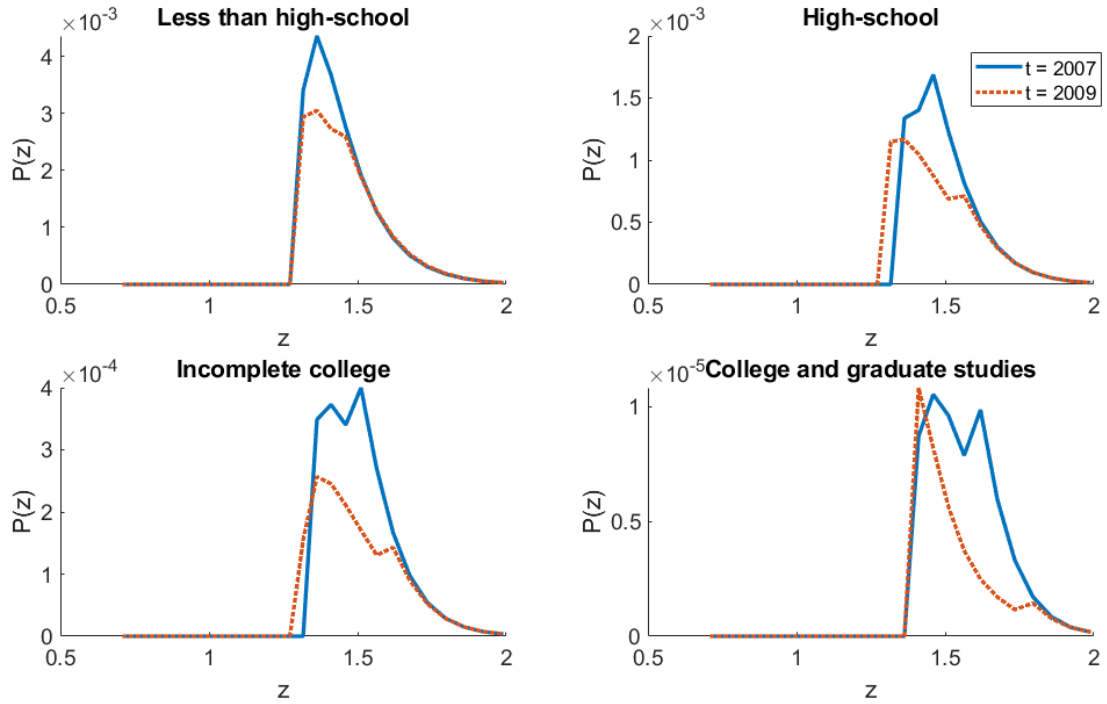 Less than high-school
×10⁻³
4
3
2
1
0
P(z)
0.5 1 1.5 2
z
High-school
×10⁻³
2
1.5
1
0.5
0
P(z)
0.5 1 1.5 2
z
t = 2007
t = 2009
Incomplete college
×10⁻⁴
4
3
2
1
0
P(z)
0.5 1 1.5 2
z
College and graduate studies
×10⁻⁵
1
0.5
0
P(z)
0.5 1 1.5 2
z